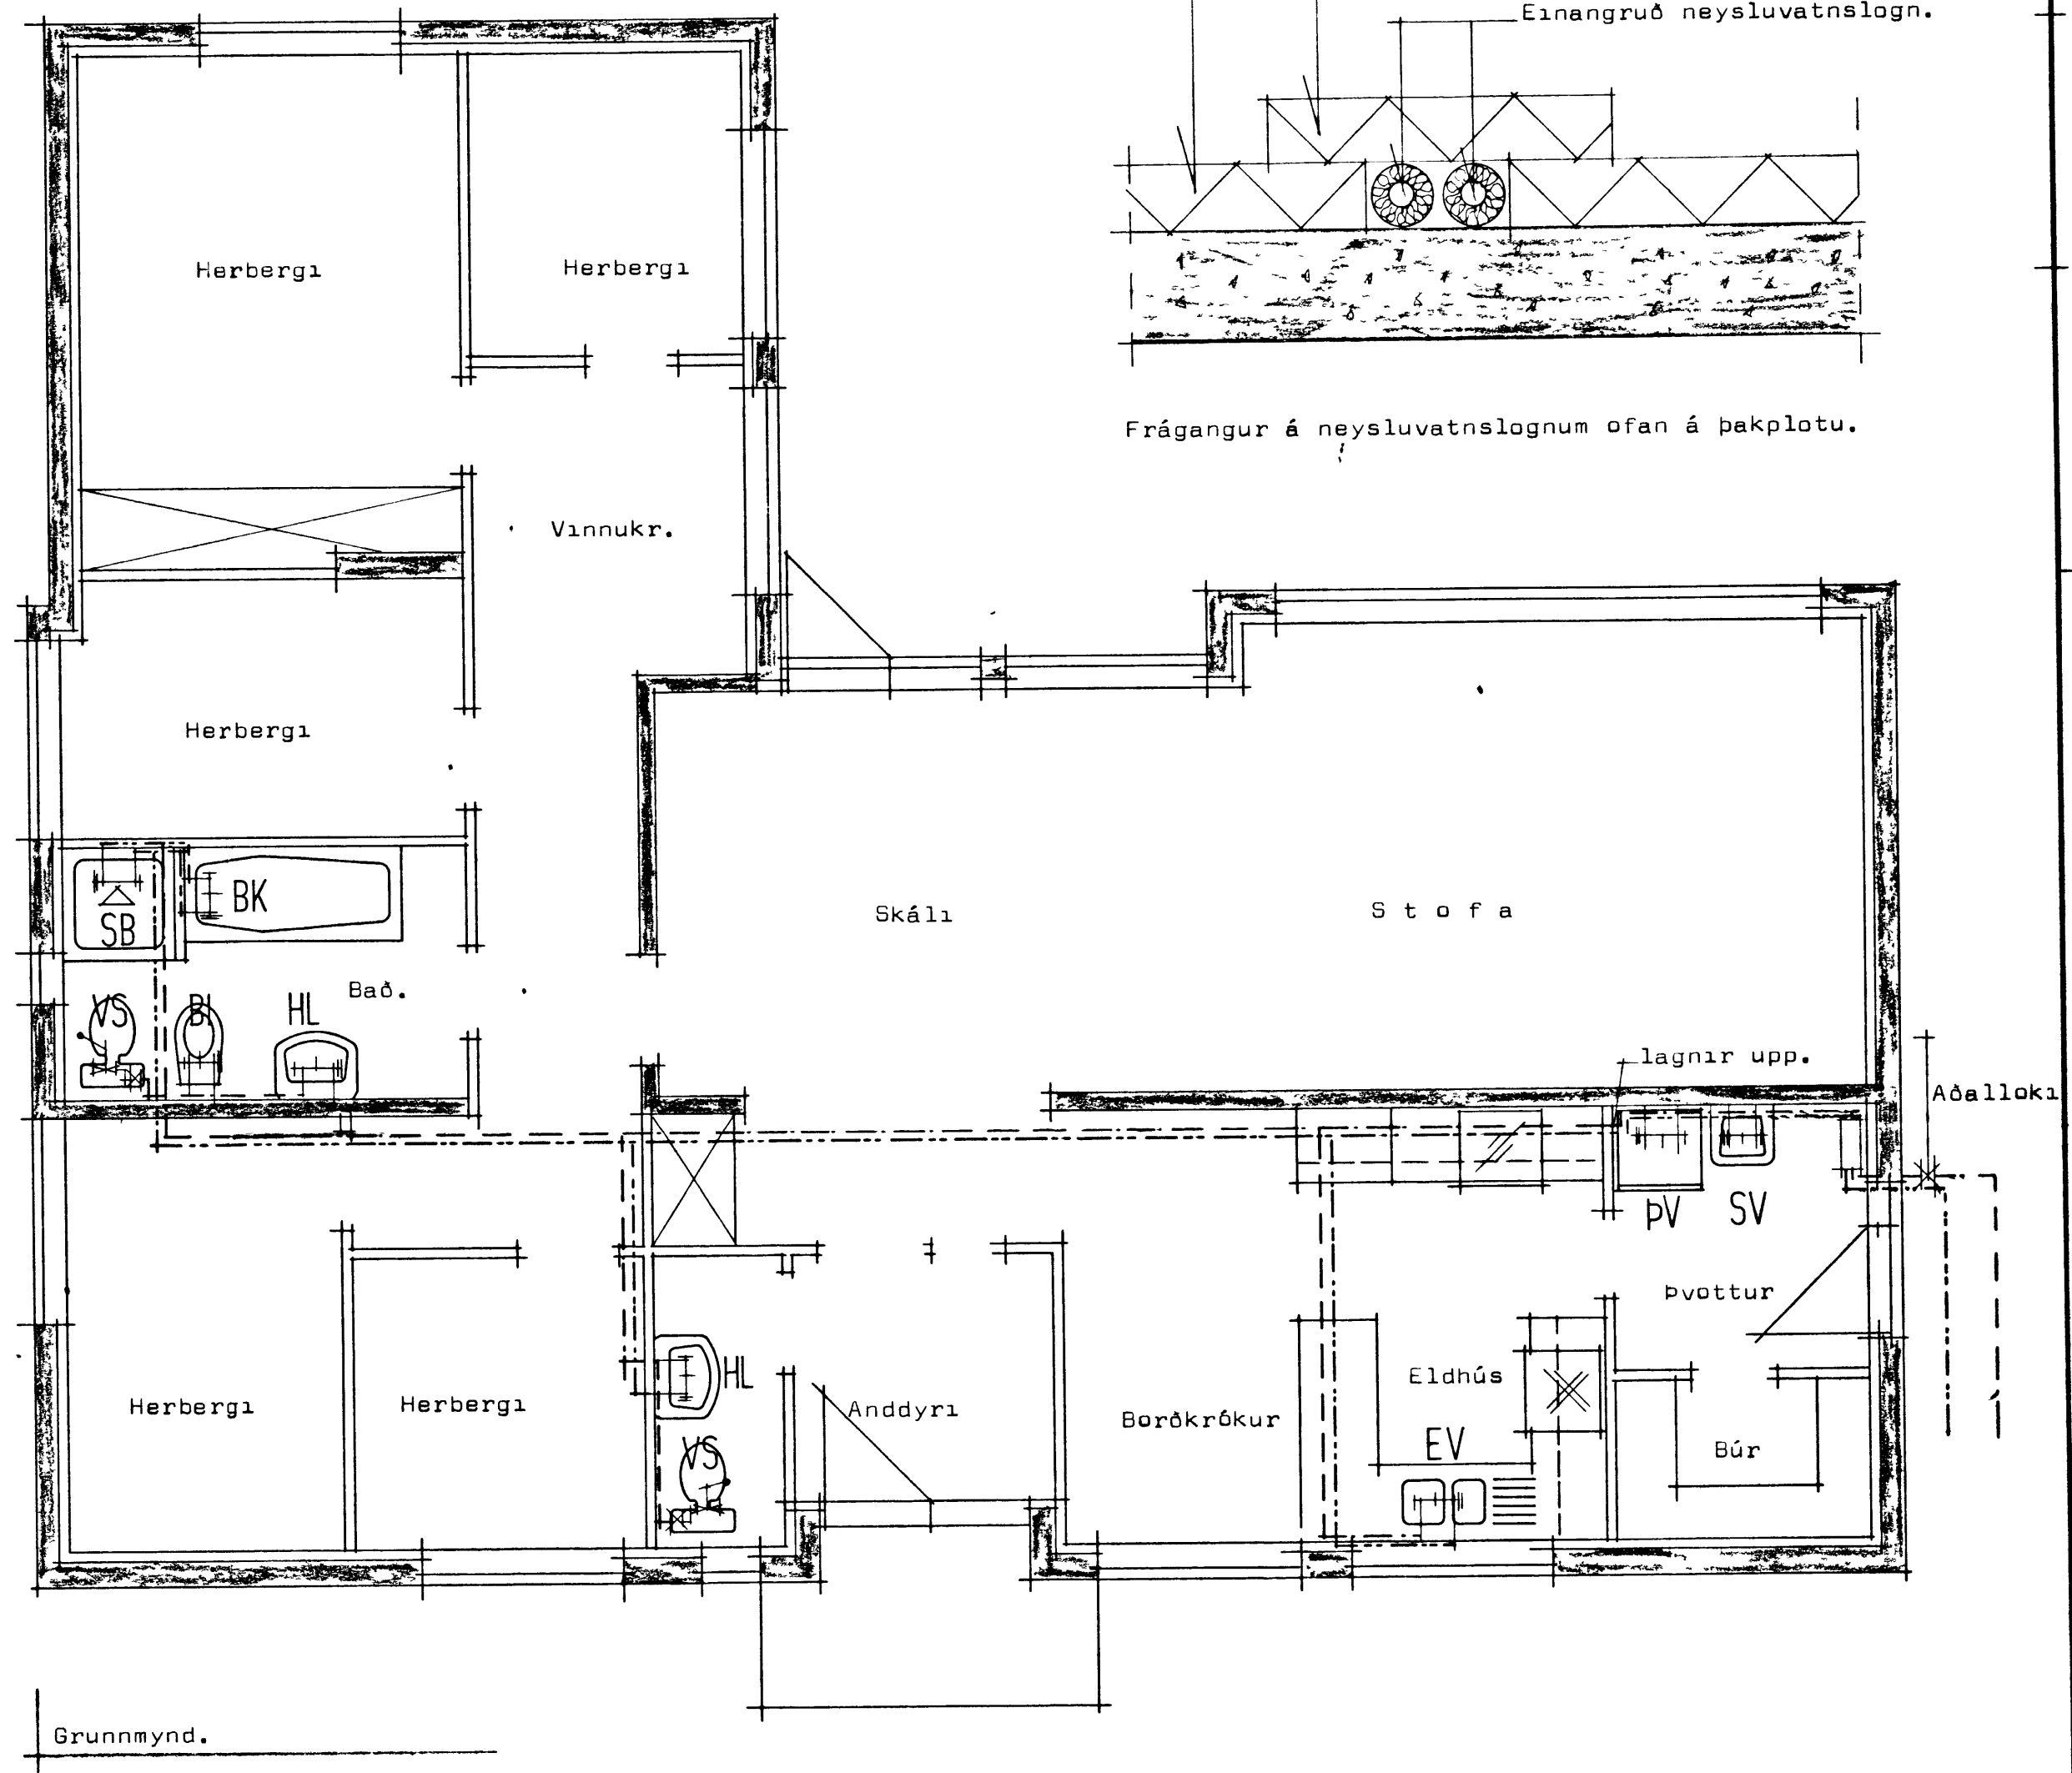 Einangruð neysluvatnslogn.
Herbergi
Herbergi
Frágangur á neysluvatnslognum ofan á þakplotu.
Vinnukr.
Herbergi
BK
SB
Skáli
Stofa
Bað.
VS
BI
HL
lagnir upp.
Aðalloki
ÞV
SV
Þvottur
HL
Herbergi
Herbergi
Anddyri
Borðkrókur
Eldhús
EV
Búr
VS
Grunnmynd.